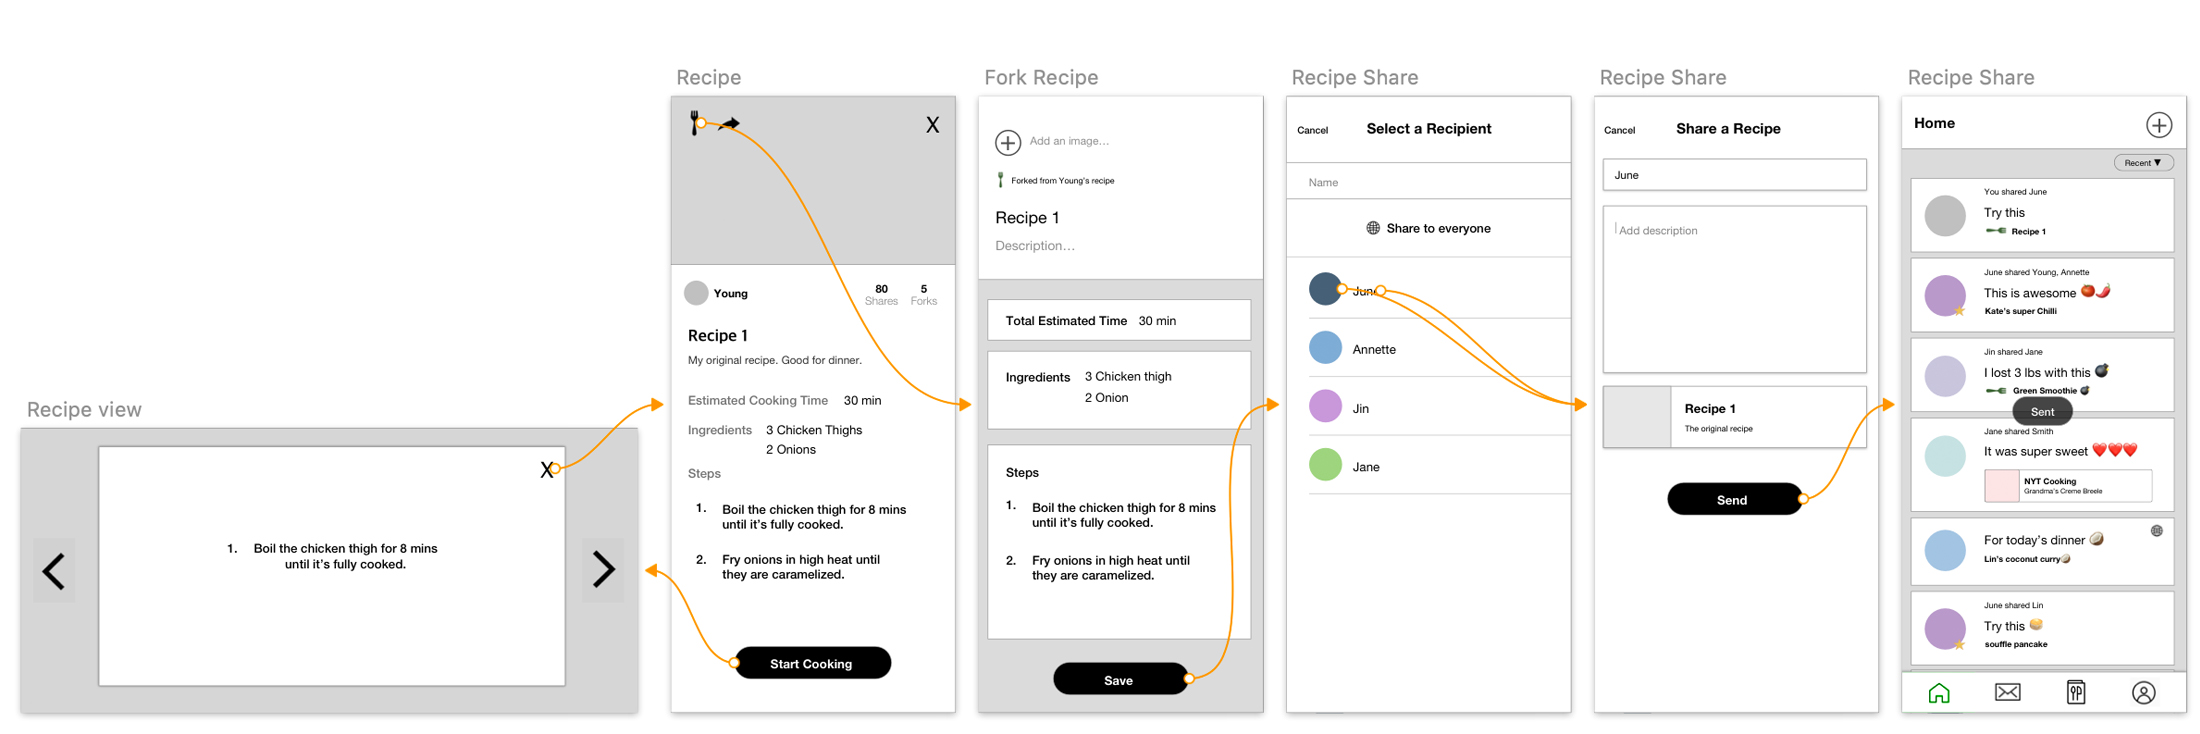 Recipe view
X
1. Boil the chicken thigh for 8 mins
until it's fully cooked.
Recipe
X
Young
80
Shares
5
Forks
Recipe 1
My original recipe. Good for dinner.
Estimated Cooking Time 30 min
Ingredients 3 Chicken Thighs
2 Onions
Steps
1. Boil the chicken thigh for 8 mins
until it's fully cooked.
2. Fry onions in high heat until
they are caramelized.
Start Cooking
Fork Recipe
Add an image...
Forked from Young's recipe
Recipe 1
Description...
Total Estimated Time 30 min
Ingredients 3 Chicken thigh
2 Onion
Steps
1. Boil the chicken thigh for 8 mins
until it's fully cooked.
2. Fry onions in high heat until
they are caramelized.
Save
Recipe Share
Cancel Select a Recipient
Name
Share to everyone
June
Annette
Jin
Jane
Recipe Share
Cancel Share a Recipe
June
Add description
Recipe 1
The original recipe
Send
Recipe Share
Home
Recent ▼
You shared June
Try this
Recipe 1
June shared Young, Annette
This is awesome 🍅🌶️
Kate's super Chilli
Jin shared Jane
I lost 3 lbs with this 💣
Green Smoothie 💣
Sent
Jane shared Smith
It was super sweet ❤️❤️❤️
NYT Cooking
Grandma's Creme Breele
For today's dinner 🥥
Lin's coconut curry🥥
June shared Lin
Try this 🥞
souffle pancake